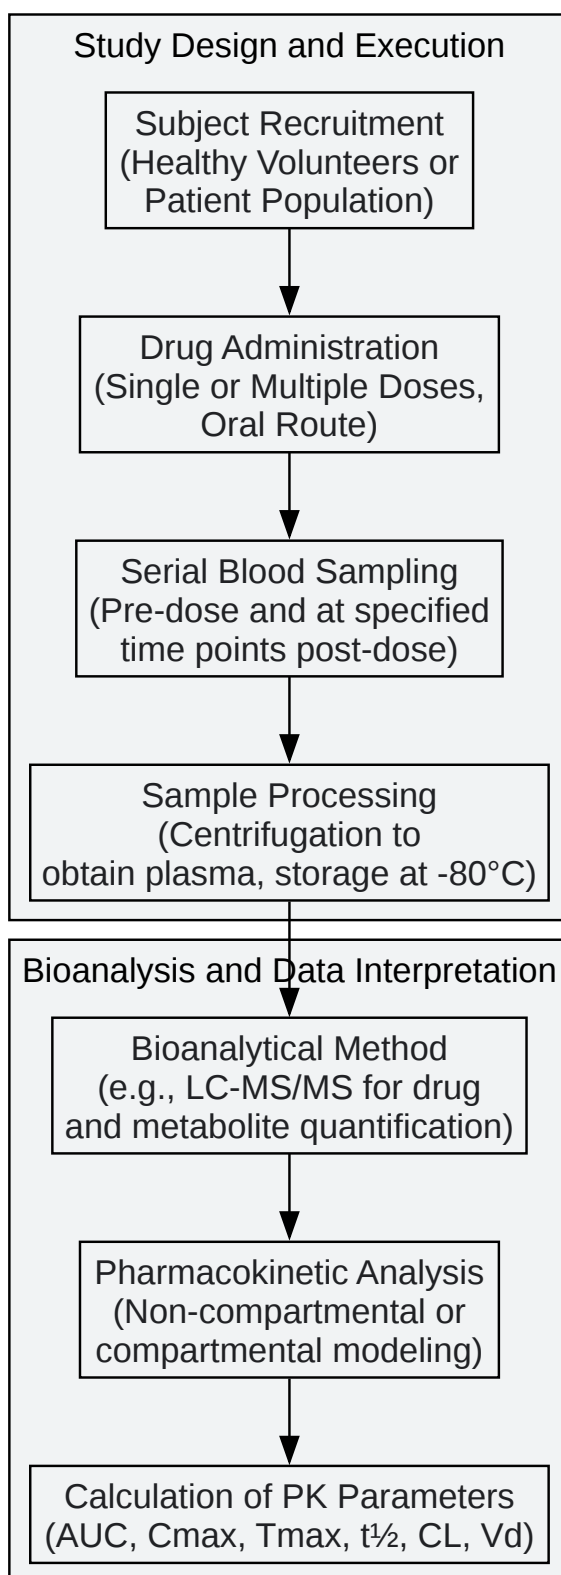 Study Design and Execution
Subject Recruitment
(Healthy Volunteers or
Patient Population)
Drug Administration
(Single or Multiple Doses,
Oral Route)
Serial Blood Sampling
(Pre-dose and at specified
time points post-dose)
Sample Processing
(Centrifugation to
obtain plasma, storage at -80°C)
Bioanalysis and Data Interpretation
Bioanalytical Method
(e.g., LC-MS/MS for drug
and metabolite quantification)
Pharmacokinetic Analysis
(Non-compartmental or
compartmental modeling)
Calculation of PK Parameters
(AUC, Cmax, Tmax, t½, CL, Vd)